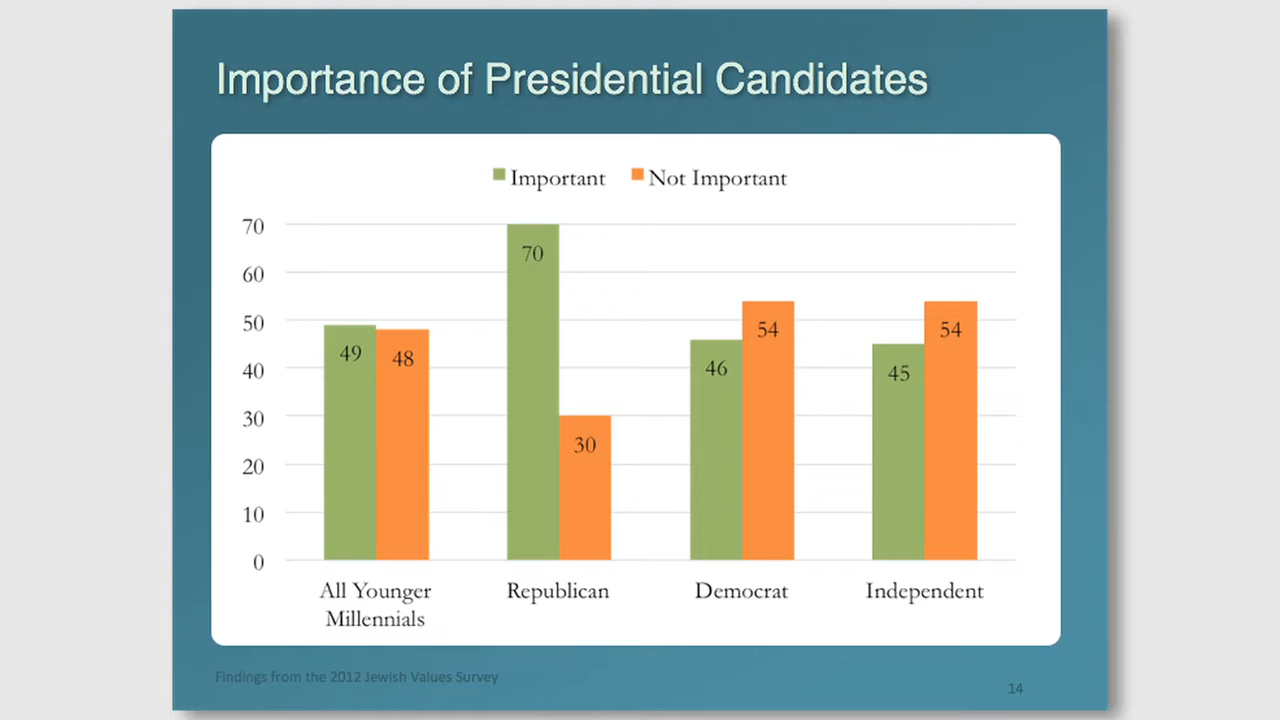 Importance of Presidential Candidates
Important Not Important
70
60
50
40
30
20
10
0
49 48
70 30
46 54
45 54
All Younger
Millennials
Republican
Democrat
Independent
Findings from the 2012 Jewish Values Survey
14